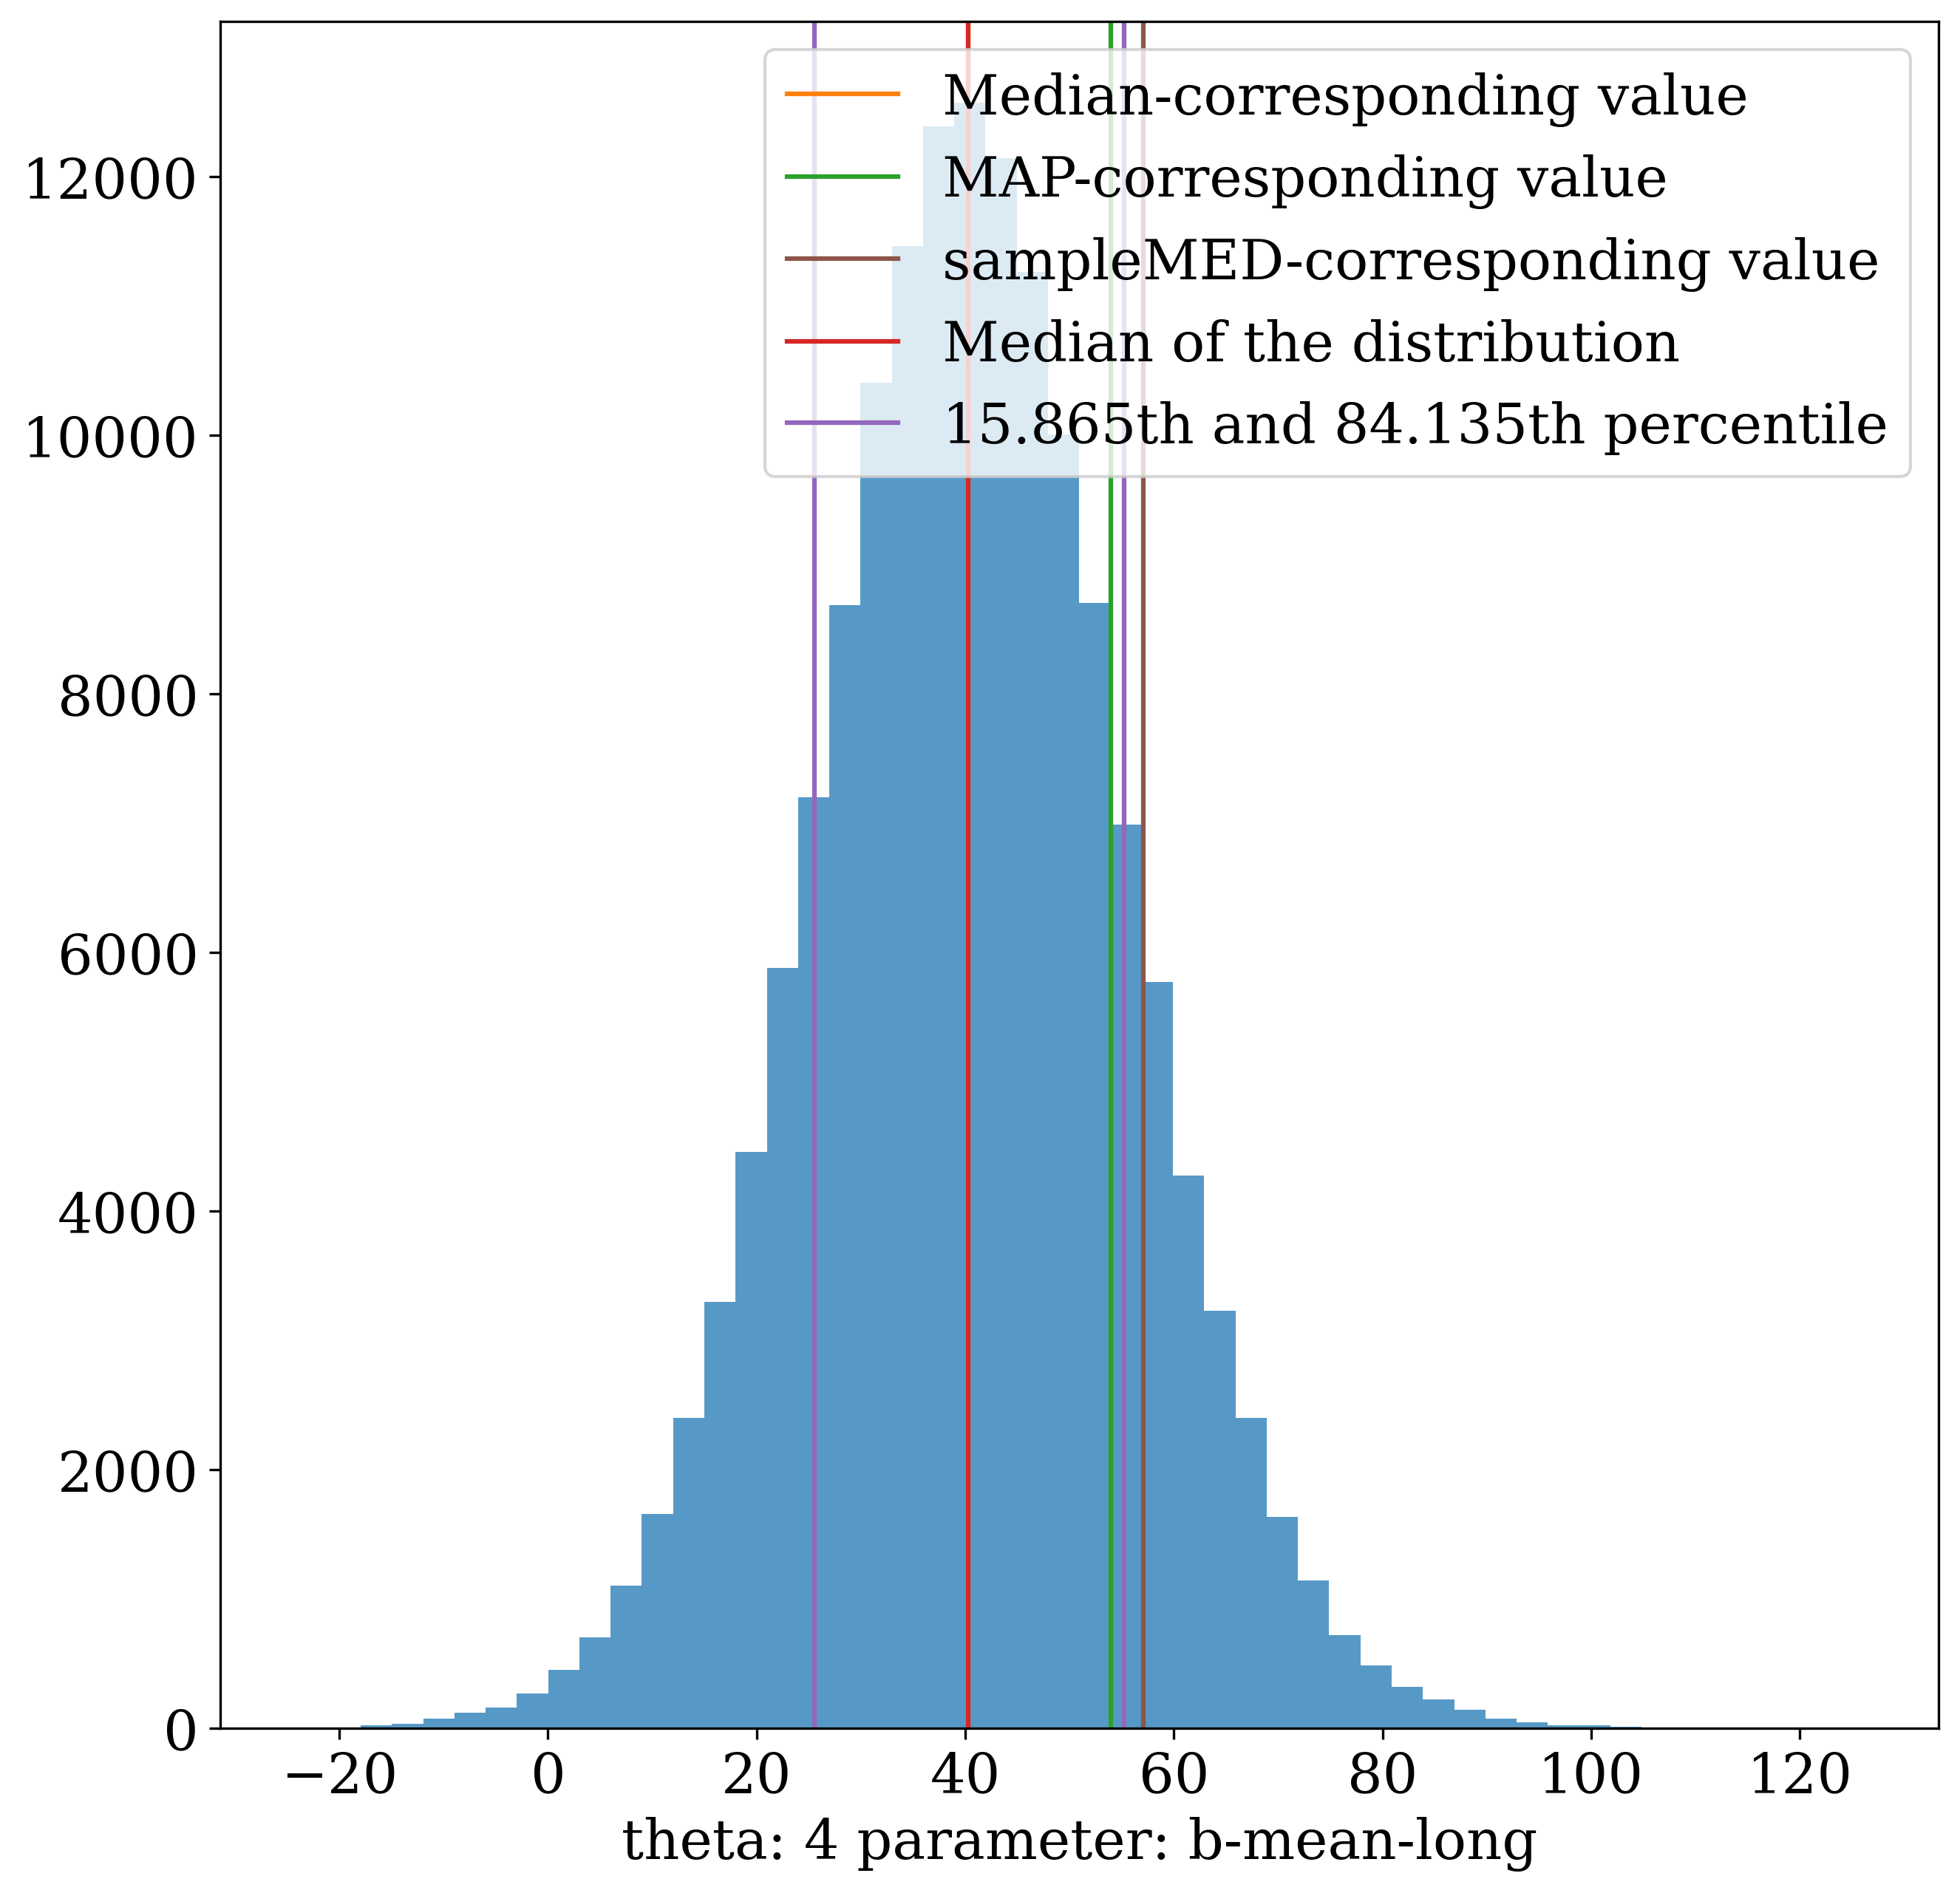 Median-corresponding value
MAP-corresponding value
sampleMED-corresponding value
Median of the distribution
15.865th and 84.135th percentile
12000
10000
8000
6000
4000
2000
0
−20 0 20 40 60 80 100 120
theta: 4 parameter: b-mean-long